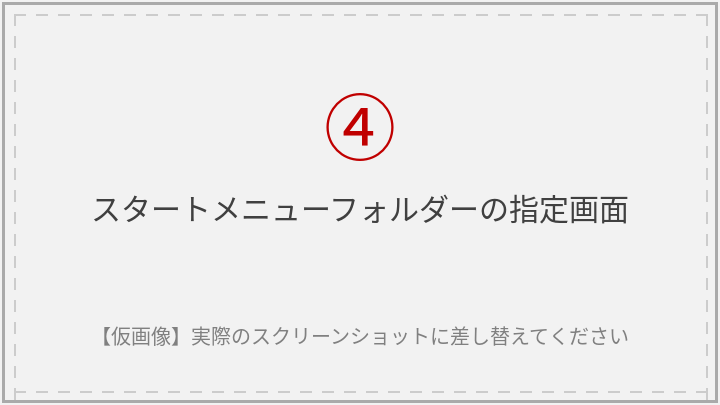 ④
スタートメニューフォルダーの指定画面
【仮画像】実際のスクリーンショットに差し替えてください